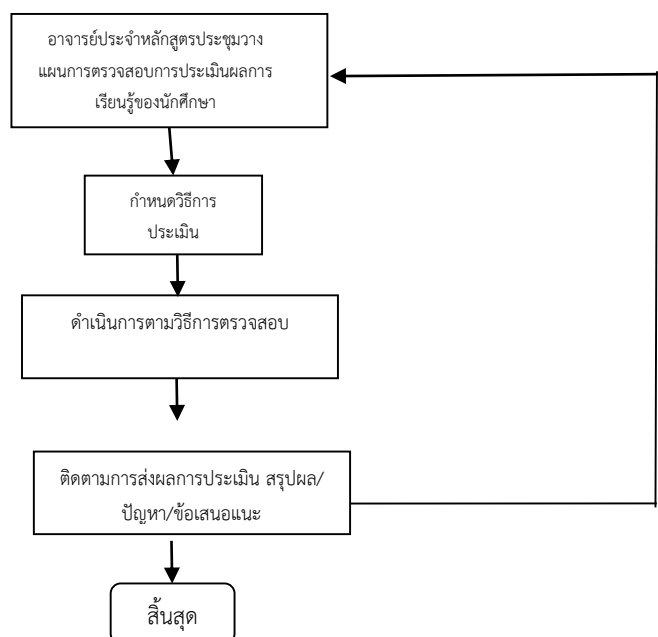 อาจารย์ประจำหลักสูตรประชุมวาง
แผนการตรวจสอบการประเมินผลการ
เรียนรู้ของนักศึกษา
กำหนดวิธีการ
ประเมิน
ดำเนินการตามวิธีการตรวจสอบ
ติดตามการส่งผลการประเมิน สรุปผล/
ปัญหา/ข้อเสนอแนะ
สิ้นสุด